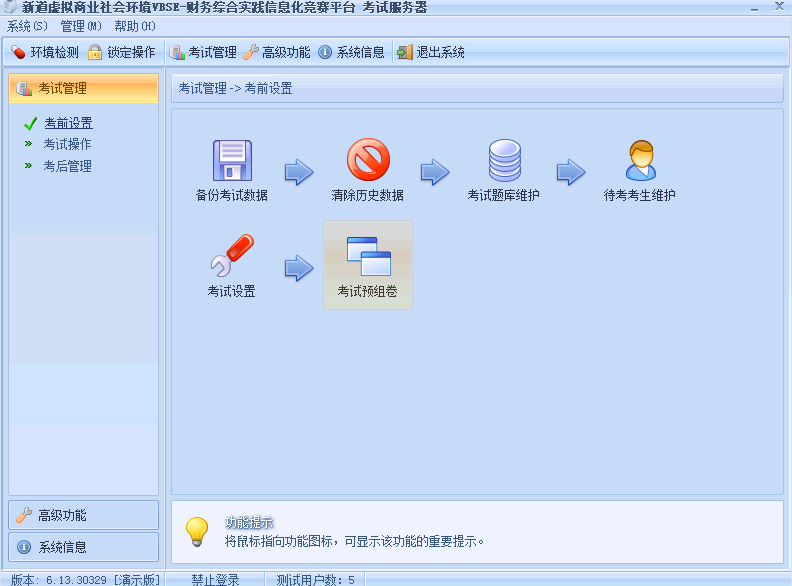 新道虚拟商业社会环境VBSE-财务综合实践信息化竞赛平台 考试服务器
系统(S) 管理(M) 帮助(H)
环境检测 锁定操作 考试管理 高级功能 系统信息 退出系统
考试管理
考前设置
考试操作
考后管理
考试管理 -> 考前设置
备份考试数据 清除历史数据 考试题库维护 待考考生维护
考试设置 考试预组卷
高级功能
系统信息
功能提示
将鼠标指向功能图标，可显示该功能的重要提示。
版本: 6.13.30329 [演示版] 禁止登录 测试用户数: 5